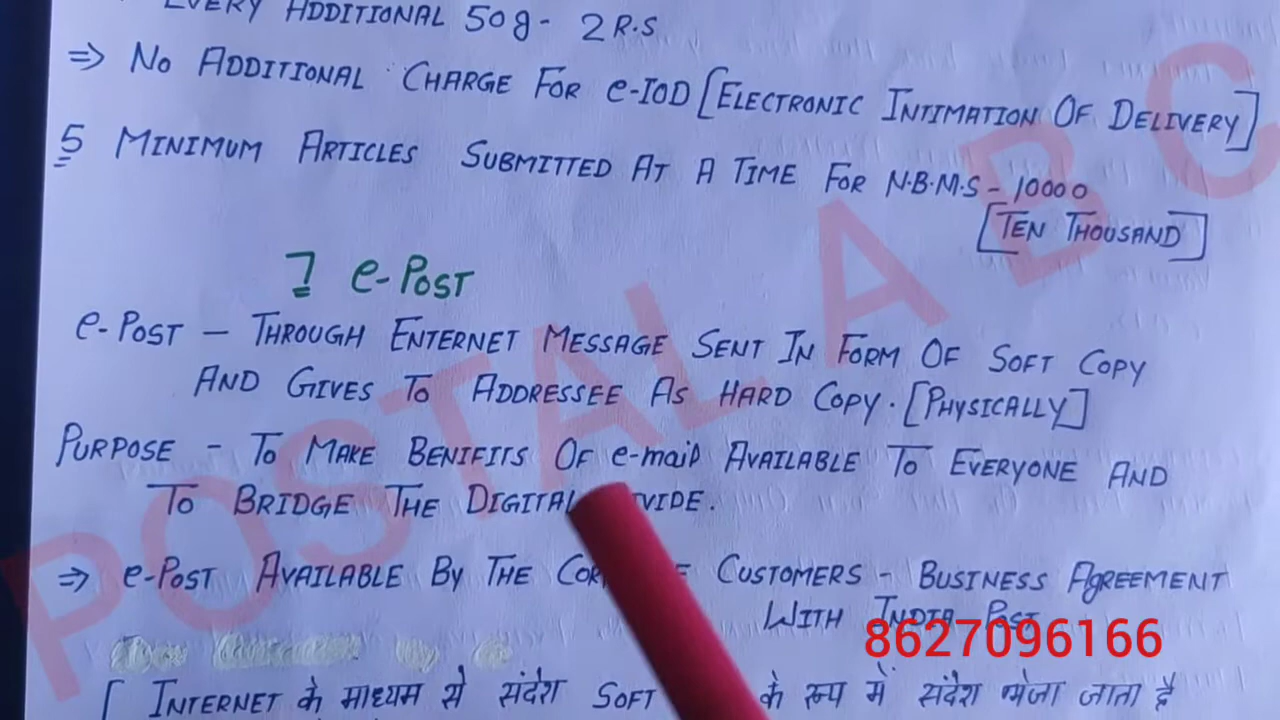 EVERY ADDITIONAL 50g - 2 R.S
⇒ NO ADDITIONAL CHARGE FOR e-IOD [ELECTRONIC INTIMATION OF DELIVERY]
5 MINIMUM ARTICLES SUBMITTED AT A TIME FOR N.B.M.S - 10000
[TEN THOUSAND]
7 e-POST
e-POST — THROUGH ENTERNET MESSAGE SENT IN FORM OF SOFT COPY
AND GIVES TO ADDRESSEE AS HARD COPY. [PHYSICALLY]
PURPOSE - TO MAKE BENIFITS OF e-mail AVAILABLE TO EVERYONE AND
TO BRIDGE THE DIGITAL
⇒ e-POST AVAILABLE BY THE CUSTOMERS - BUSINESS AGREEMENT
WITH INDIA POST
8627096166
[ INTERNET के माध्यम से संदेश SOFT के रूप में संदेश भेजा जाता है
POSTAL ABC